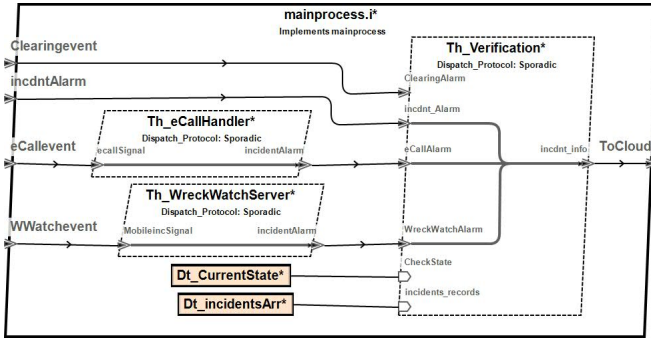 mainprocess.i*
Implements mainprocess
Clearingevent
Th_Verification*
Dispatch_Protocol: Sporadic
ClearingAlarm
incdntAlarm
incdnt_Alarm
Th_eCallHandler*
Dispatch_Protocol: Sporadic
eCallevent
ecallSignal
incidentAlarm
eCallAlarm
incdnt_info
ToCloud
Th_WreckWatchServer*
Dispatch_Protocol: Sporadic
WWatchevent
MobileincSignal
incidentAlarm
WreckWatchAlarm
CheckState
Dt_CurrentState*
incidents_records
Dt_incidentsArr*